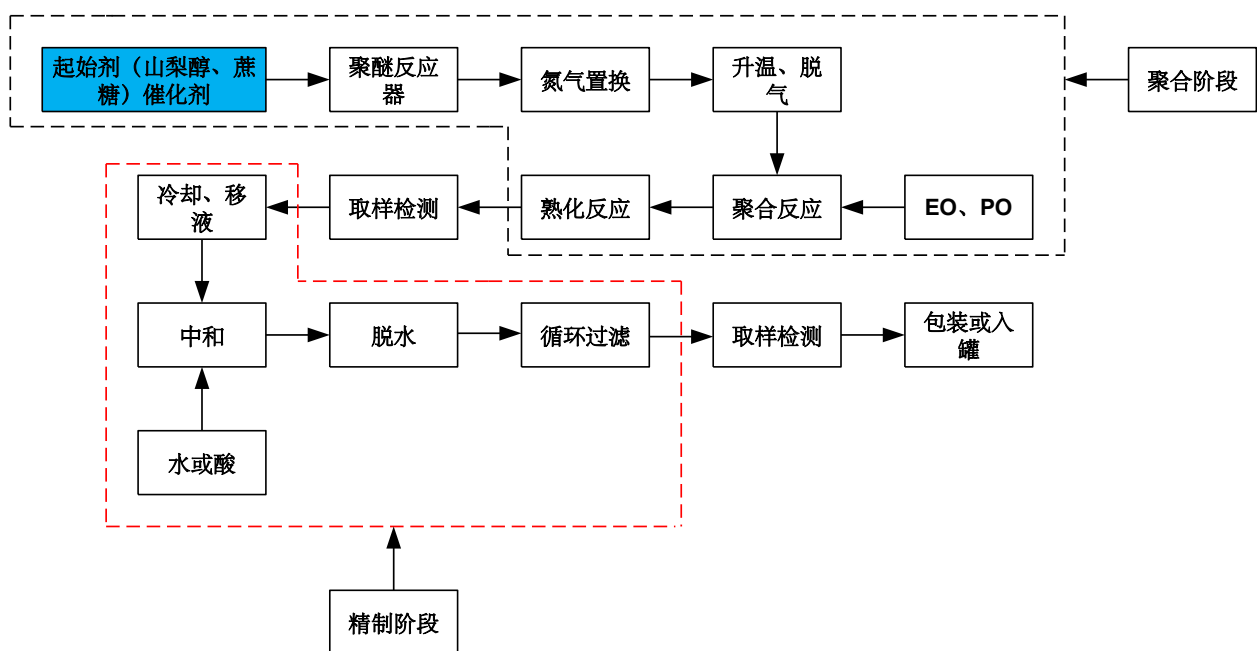 起始剂（山梨醇、蔗
糖）催化剂
聚醚反应
器
氮气置换
升温、脱
气
聚合阶段
冷却、移
液
取样检测
熟化反应
聚合反应
EO、PO
中和
脱水
循环过滤
取样检测
包装或入
罐
水或酸
精制阶段